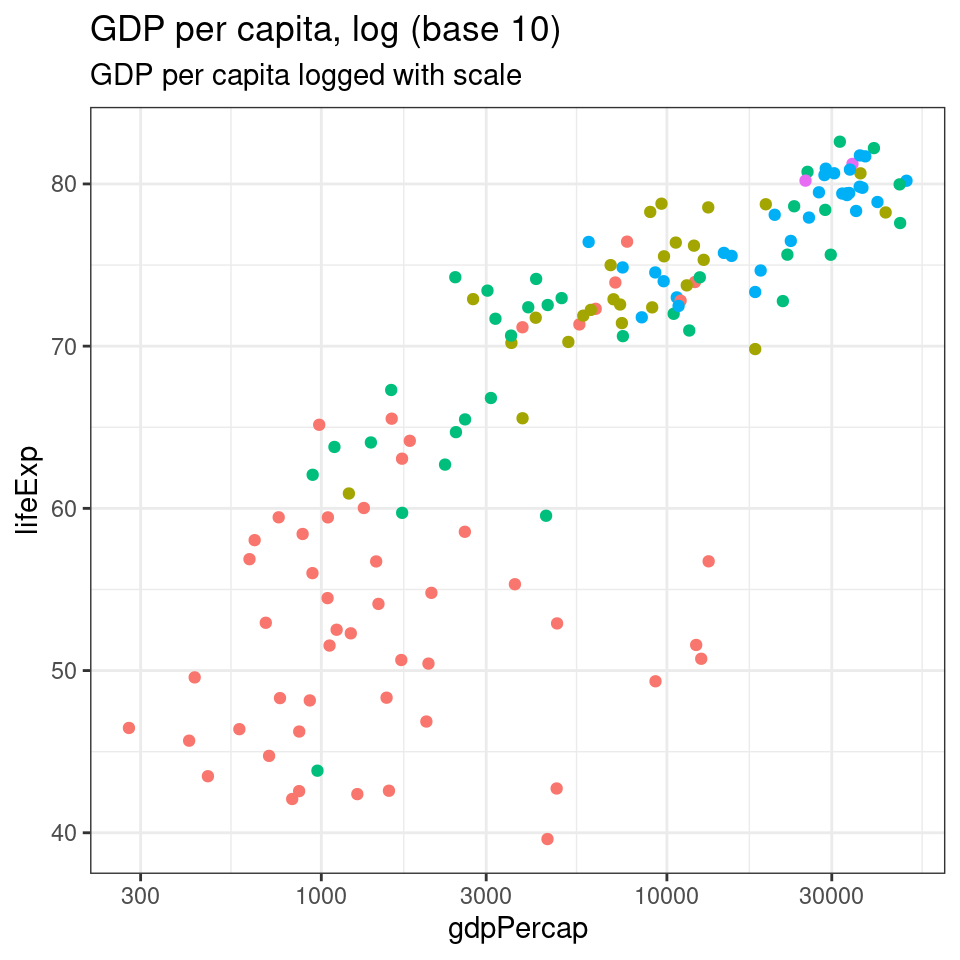 GDP per capita, log (base 10)
GDP per capita logged with scale
80
70
60
50
40
lifeExp
300
1000
3000
10000
30000
gdpPercap